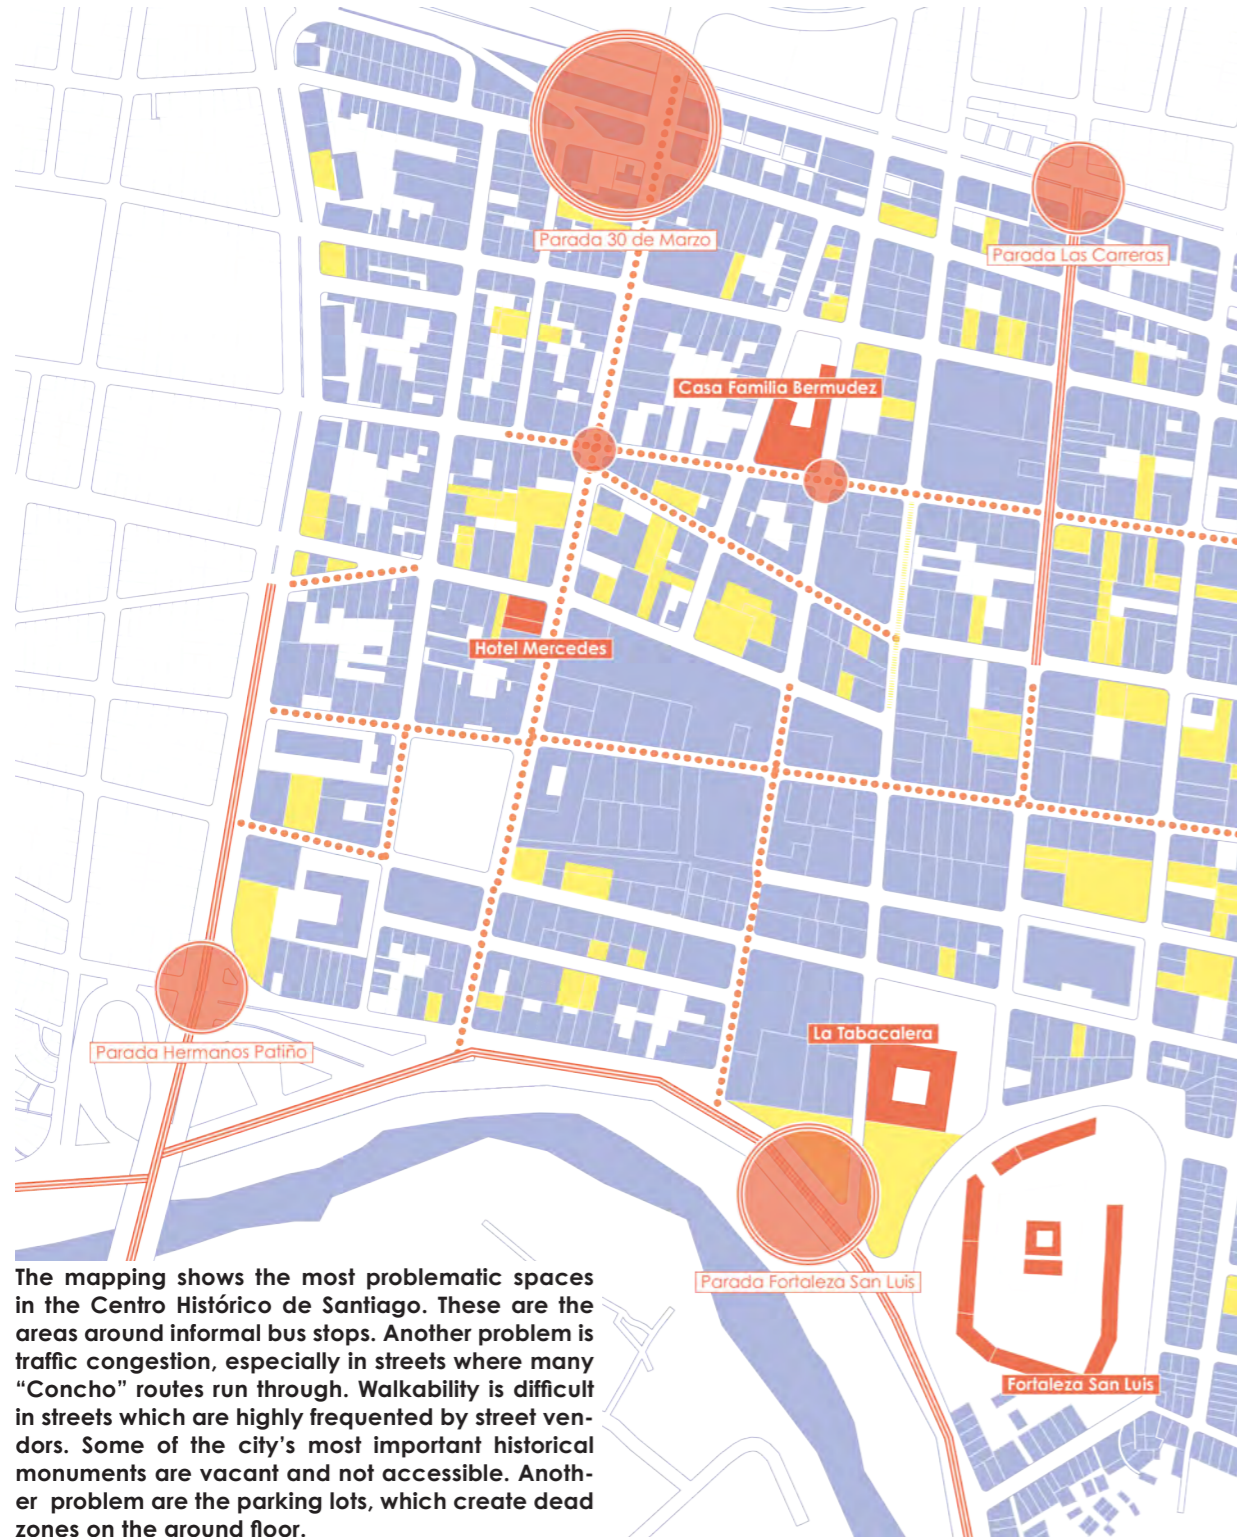 Parada 30 de Marzo
Parada Las Carreras
Casa Familia Bermudez
Hotel Mercedes
La Tabacalera
Parada Hermanos Patiño
Parada Fortaleza San Luis
Fortaleza San Luis
The mapping shows the most problematic spaces
in the Centro Histórico de Santiago. These are the
areas around informal bus stops. Another problem is
traffic congestion, especially in streets where many
“Concho” routes run through. Walkability is difficult
in streets which are highly frequented by street ven-
dors. Some of the city’s most important historical
monuments are vacant and not accessible. Anoth-
er problem are the parking lots, which create dead
zones on the ground floor.